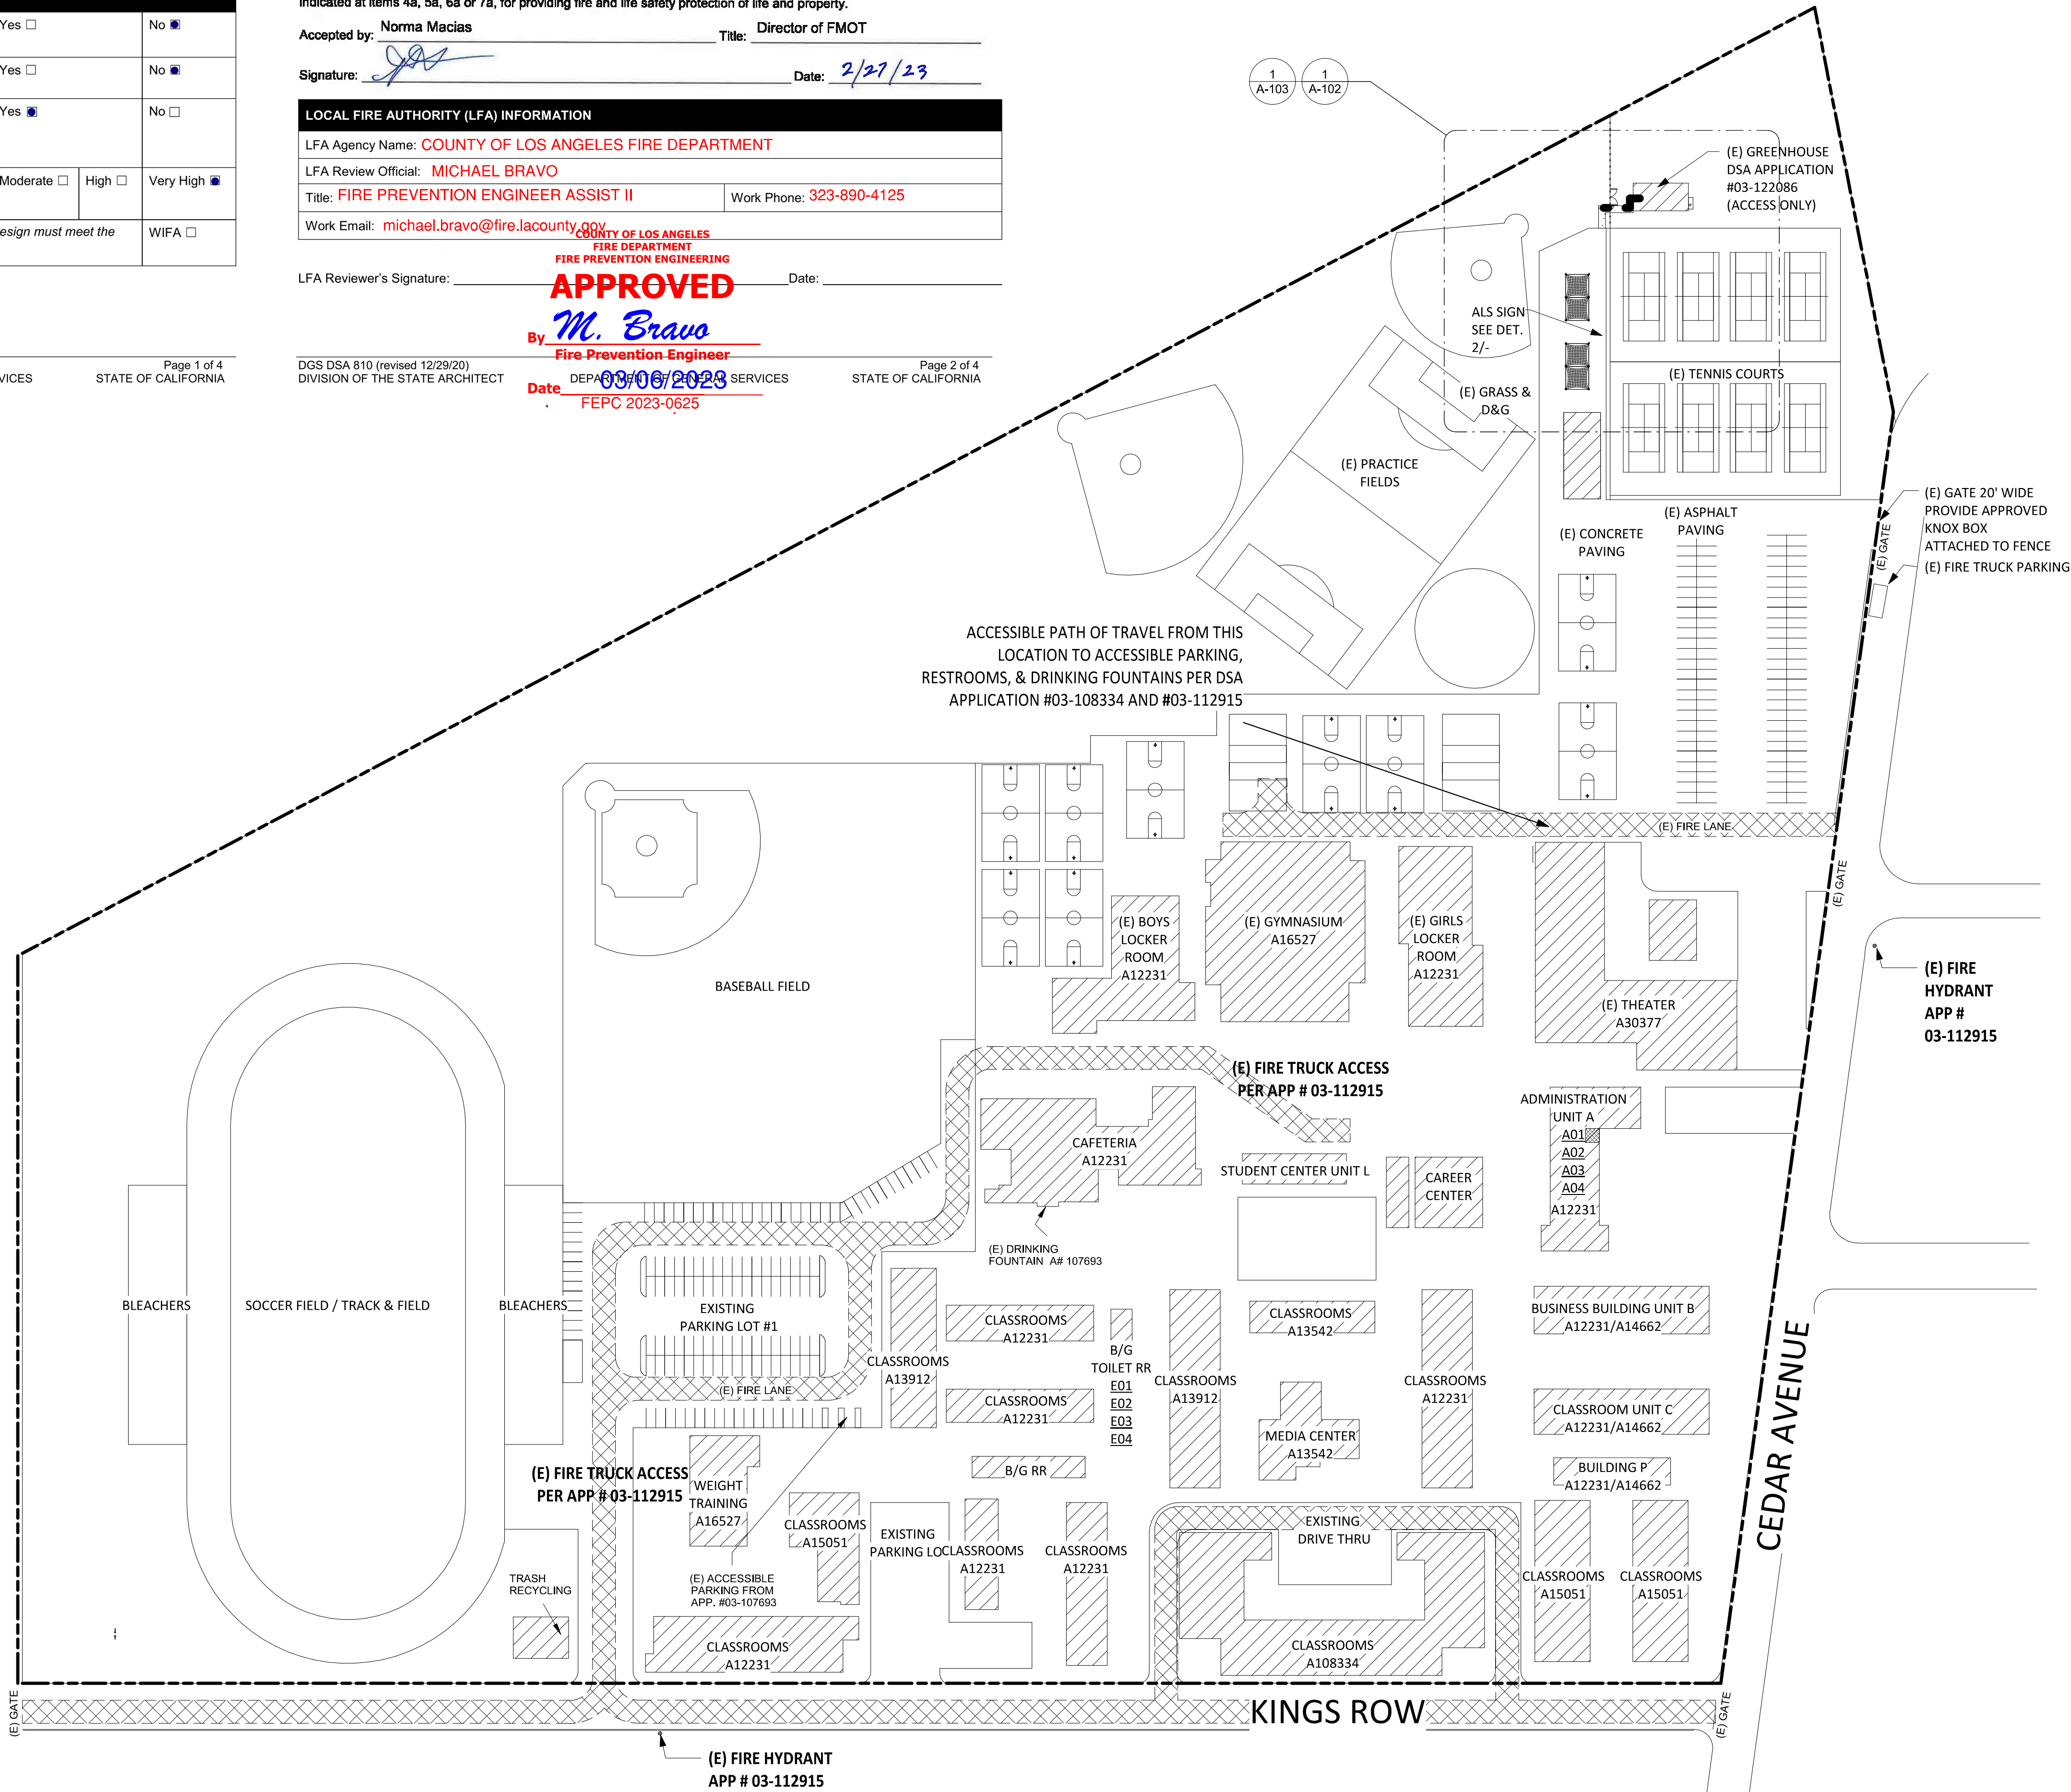 Yes ☐ No
Yes ☐ No
Yes No ☐
Moderate ☐ High ☐ Very High
esign must meet the WIFA ☐
Page 1 of 4
VICES STATE OF CALIFORNIA
Indicated at items 4a, 5a, 6a or 7a, for providing fire and life safety protection of life and property.
Accepted by: Norma Macias Title: Director of FMOT
Signature: Date: 2/27/23
LOCAL FIRE AUTHORITY (LFA) INFORMATION
LFA Agency Name: COUNTY OF LOS ANGELES FIRE DEPARTMENT
LFA Review Official: MICHAEL BRAVO
Title: FIRE PREVENTION ENGINEER ASSIST II Work Phone: 323-890-4125
Work Email: michael.bravo@fire.lacounty.gov
COUNTY OF LOS ANGELES
FIRE DEPARTMENT
FIRE PREVENTION ENGINEERING
LFA Reviewer's Signature: Date:
APPROVED
By M. Bravo
Fire Prevention Engineer
Date 03/06/2023
FEPC 2023-0625
DGS DSA 810 (revised 12/29/20) Page 2 of 4
DIVISION OF THE STATE ARCHITECT DEPARTMENT OF GENERAL SERVICES STATE OF CALIFORNIA
1
A-103
1
A-102
(E) GREENHOUSE
DSA APPLICATION
#03-122086
(ACCESS ONLY)
ALS SIGN
SEE DET.
2/-
(E) TENNIS COURTS
(E) GRASS &
D&G
(E) PRACTICE
FIELDS
(E) CONCRETE
PAVING
(E) ASPHALT
PAVING
(E) GATE
(E) GATE 20' WIDE
PROVIDE APPROVED
KNOX BOX
ATTACHED TO FENCE
(E) FIRE TRUCK PARKING
ACCESSIBLE PATH OF TRAVEL FROM THIS
LOCATION TO ACCESSIBLE PARKING,
RESTROOMS, & DRINKING FOUNTAINS PER DSA
APPLICATION #03-108334 AND #03-112915
(E) FIRE LANE
(E) GATE
(E) BOYS
LOCKER
ROOM
A12231
(E) GYMNASIUM
A16527
(E) GIRLS
LOCKER
ROOM
A12231
(E) THEATER
A30377
(E) FIRE
HYDRANT
APP #
03-112915
BASEBALL FIELD
(E) FIRE TRUCK ACCESS
PER APP # 03-112915
ADMINISTRATION
UNIT A
A01
A02
A03
A04
A12231
CAFETERIA
A12231
STUDENT CENTER UNIT L
CAREER
CENTER
(E) DRINKING
FOUNTAIN A# 107693
BLEACHERS
SOCCER FIELD / TRACK & FIELD
BLEACHERS
EXISTING
PARKING LOT #1
(E) FIRE LANE
CLASSROOMS
A13912
CLASSROOMS
A12231
CLASSROOMS
A12231
B/G
TOILET RR
E01
E02
E03
E04
B/G RR
CLASSROOMS
A13912
CLASSROOMS
A13542
MEDIA CENTER
A13542
CLASSROOMS
A12231
BUSINESS BUILDING UNIT B
A12231/A14662
CLASSROOM UNIT C
A12231/A14662
BUILDING P
A12231/A14662
CEDAR AVENUE
(E) FIRE TRUCK ACCESS
PER APP # 03-112915
WEIGHT
TRAINING
A16527
CLASSROOMS
A15051
EXISTING
PARKING LO
CLASSROOMS
A12231
CLASSROOMS
A12231
EXISTING
DRIVE THRU
CLASSROOMS
A15051
CLASSROOMS
A15051
TRASH
RECYCLING
(E) ACCESSIBLE
PARKING FROM
APP. #03-107693
CLASSROOMS
A12231
CLASSROOMS
A108334
(E) GATE
KINGS ROW
(E) GATE
(E) FIRE HYDRANT
APP # 03-112915